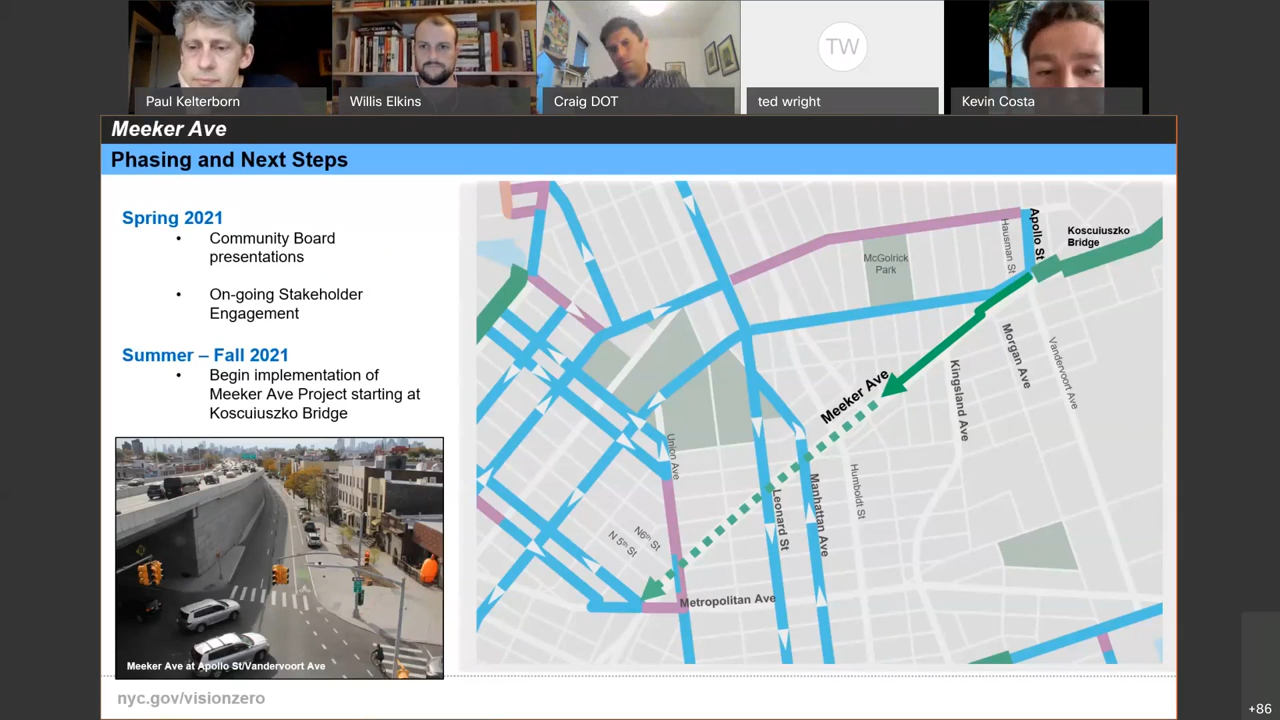 TW
Paul Kelterborn
Willis Elkins
Craig DOT
ted wright
Kevin Costa
Meeker Ave
Phasing and Next Steps
Spring 2021
• Community Board
presentations
• On-going Stakeholder
Engagement
Summer – Fall 2021
• Begin implementation of
Meeker Ave Project starting at
Koscuiuszko Bridge
Meeker Ave at Apollo St/Vandervoort Ave
Apollo St
Hausman St
Koscuiuszko
Bridge
McGolrick
Park
Morgan Ave
Vandervoort Ave
Kingsland Ave
Meeker Ave
Union Ave
Humboldt St
Manhattan Ave
Leonard St
N6th St
N 5th St
Metropolitan Ave
nyc.gov/visionzero
+86